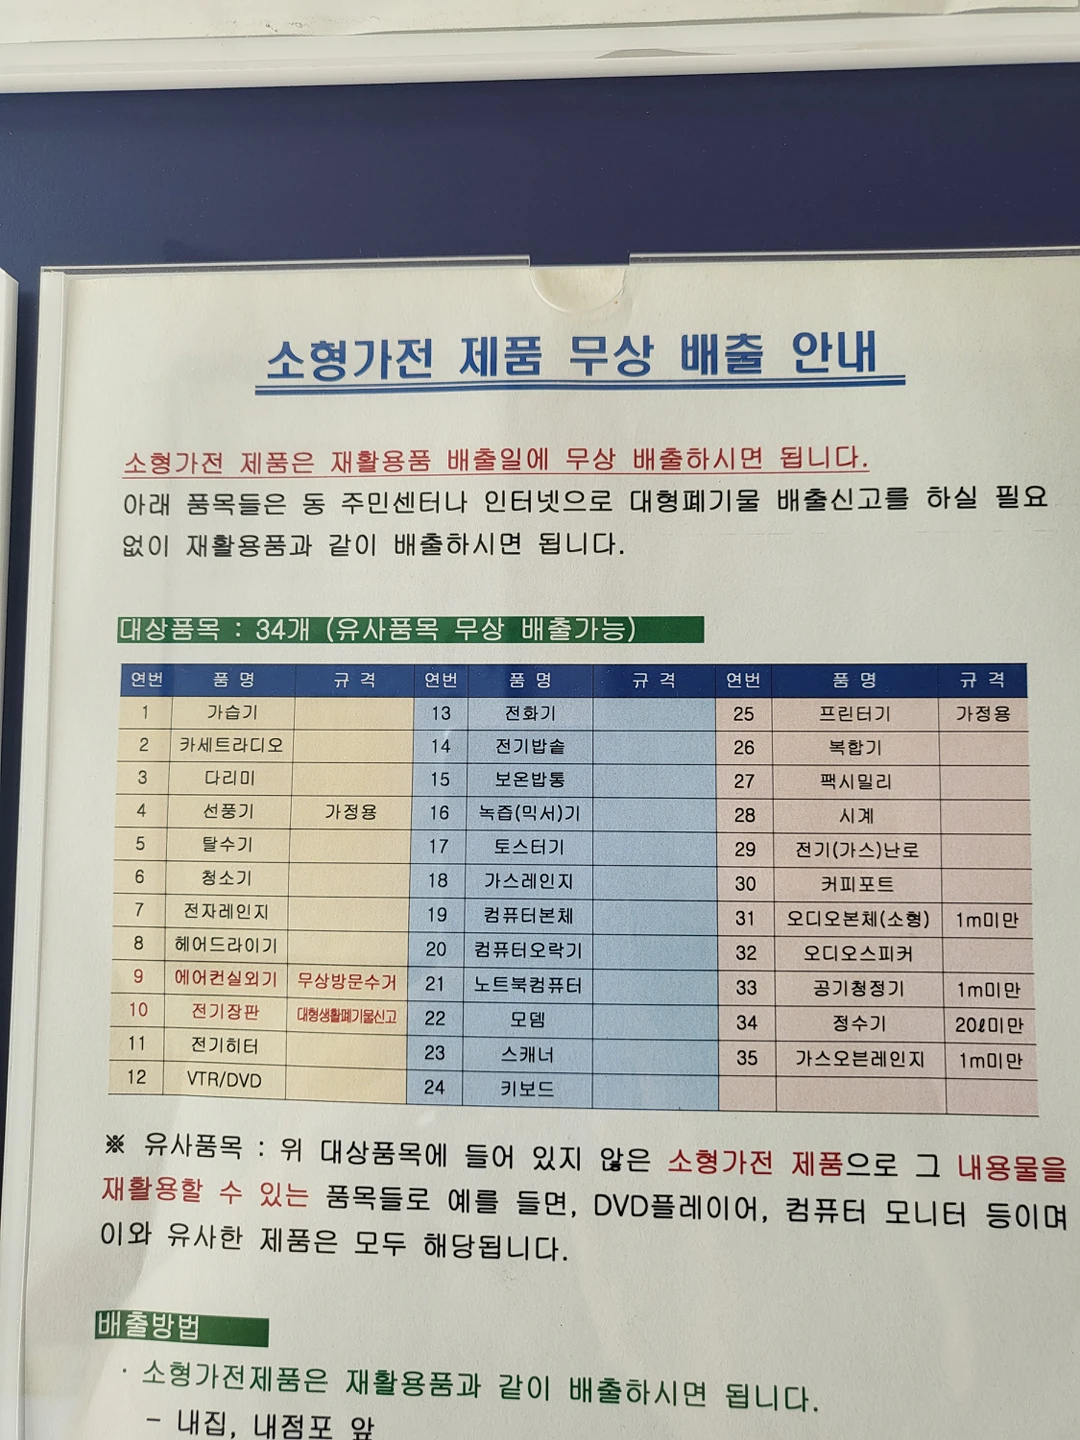 소형가전 제품 무상 배출 안내
소형가전 제품은 재활용품 배출일에 무상 배출하시면 됩니다.
아래 품목들은 동 주민센터나 인터넷으로 대형폐기물 배출신고를 하실 필요
없이 재활용품과 같이 배출하시면 됩니다.
대상품목 : 34개 (유사품목 무상 배출가능)
연번 품 명 규 격 연번 품 명 규 격 연번 품 명 규 격
1 가습기 13 전화기 25 프린터기 가정용
2 카세트라디오 14 전기밥솥 26 복합기
3 다리미 15 보온밥통 27 팩시밀리
4 선풍기 가정용 16 녹즙(믹서)기 28 시계
5 탈수기 17 토스터기 29 전기(가스)난로
6 청소기 18 가스레인지 30 커피포트
7 전자레인지 19 컴퓨터본체 31 오디오본체(소형) 1m미만
8 헤어드라이기 20 컴퓨터오락기 32 오디오스피커
9 에어컨실외기 무상방문수거 21 노트북컴퓨터 33 공기청정기 1m미만
10 전기장판 대형생활폐기물신고 22 모뎀 34 정수기 20ℓ미만
11 전기히터 23 스캐너 35 가스오븐레인지 1m미만
12 VTR/DVD 24 키보드
※ 유사품목 : 위 대상품목에 들어 있지 않은 소형가전 제품으로 그 내용물을
재활용할 수 있는 품목들로 예를 들면, DVD플레이어, 컴퓨터 모니터 등이며
이와 유사한 제품은 모두 해당됩니다.
배출방법
· 소형가전제품은 재활용품과 같이 배출하시면 됩니다.
- 내집, 내점포 앞